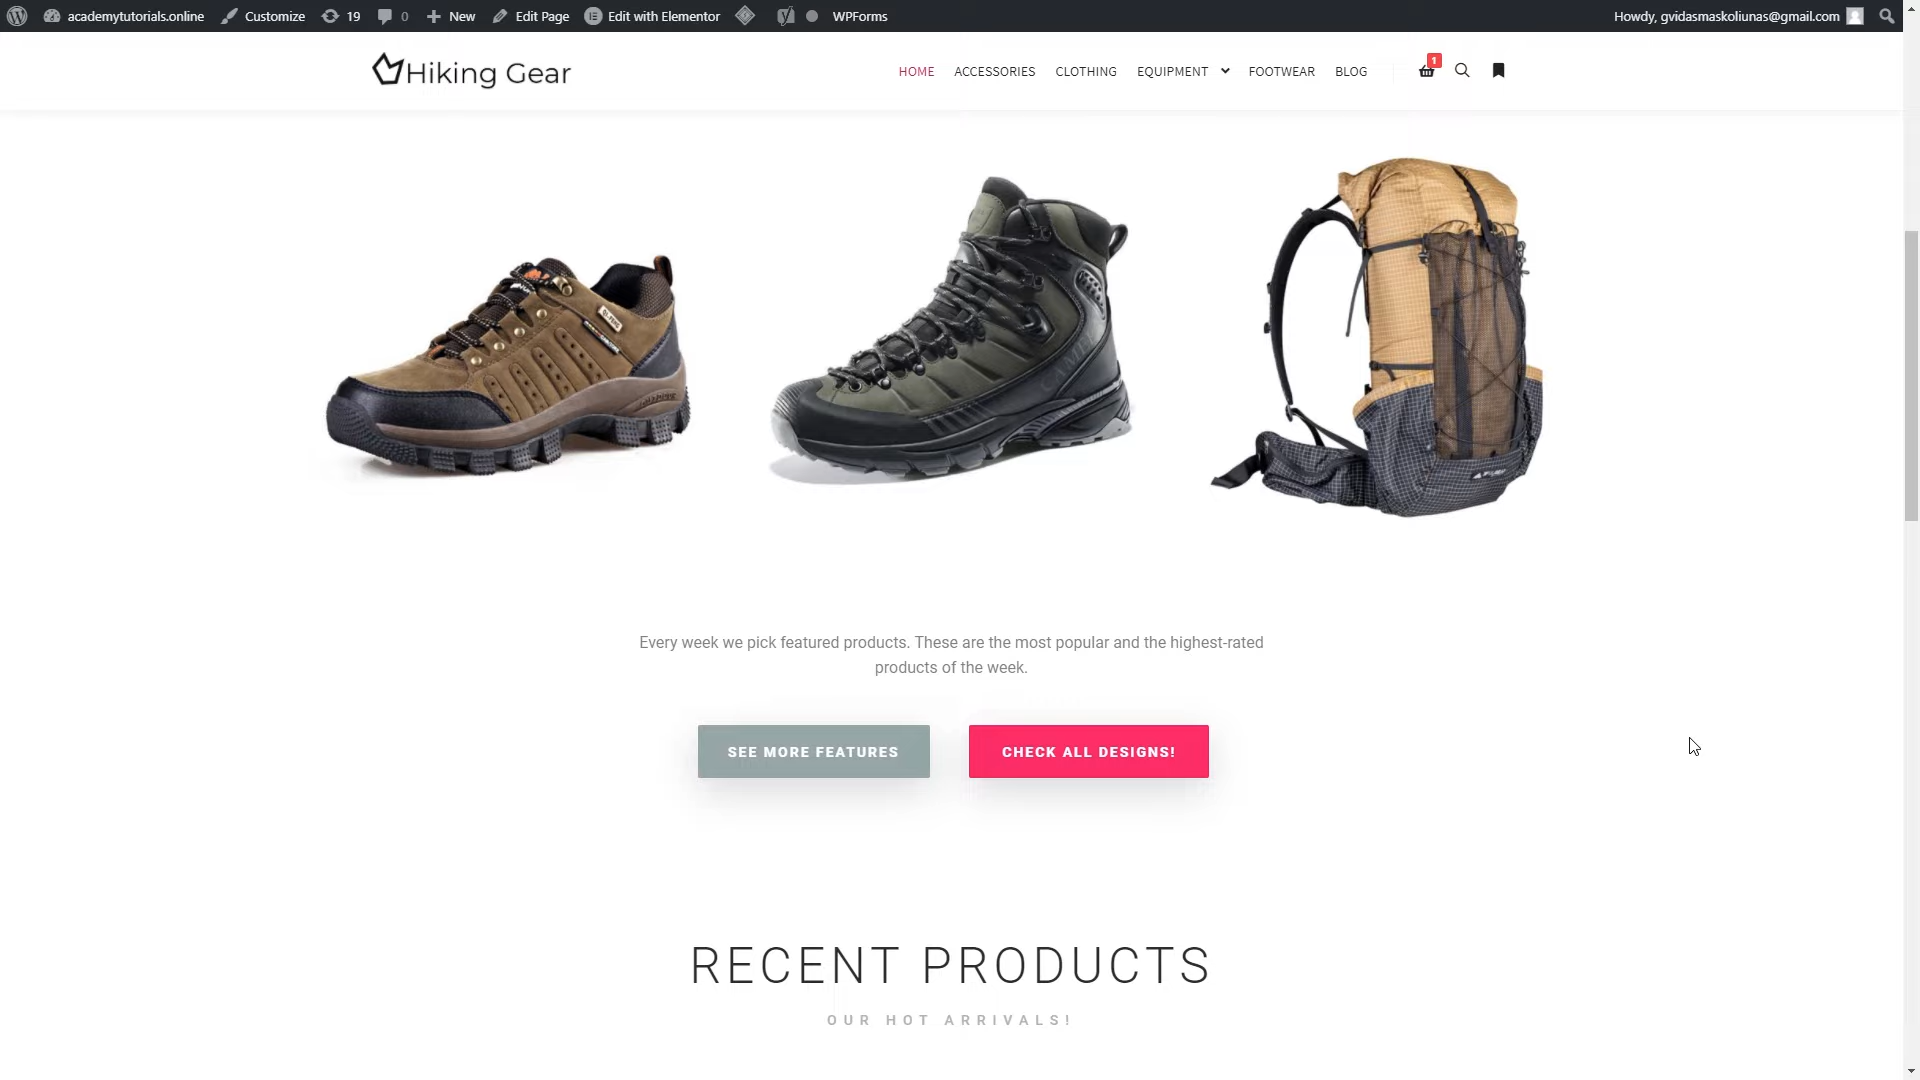 academytutorials.online Customize 19 0 New Edit Page Edit with Elementor WPForms Howdy, gvidasmaskoliunas@gmail.com
Hiking Gear HOME ACCESSORIES CLOTHING EQUIPMENT FOOTWEAR BLOG 1
Every week we pick featured products. These are the most popular and the highest-rated
products of the week.
SEE MORE FEATURES CHECK ALL DESIGNS!
RECENT PRODUCTS
OUR HOT ARRIVALS!